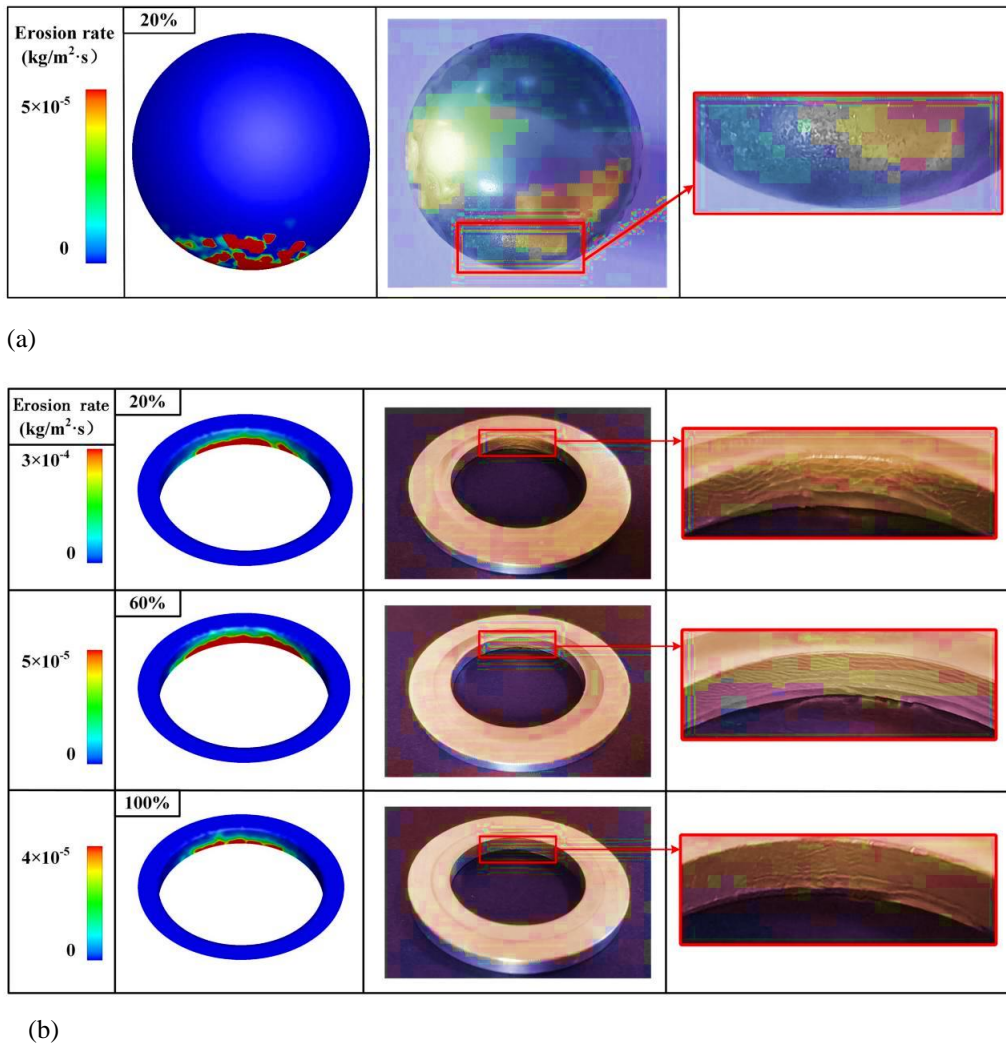 Erosion rate
(kg/m²·s)
20%
5×10⁻⁵
0
(a)
Erosion rate
(kg/m²·s)
20%
3×10⁻⁴
0
60%
5×10⁻⁵
0
100%
4×10⁻⁵
0
(b)